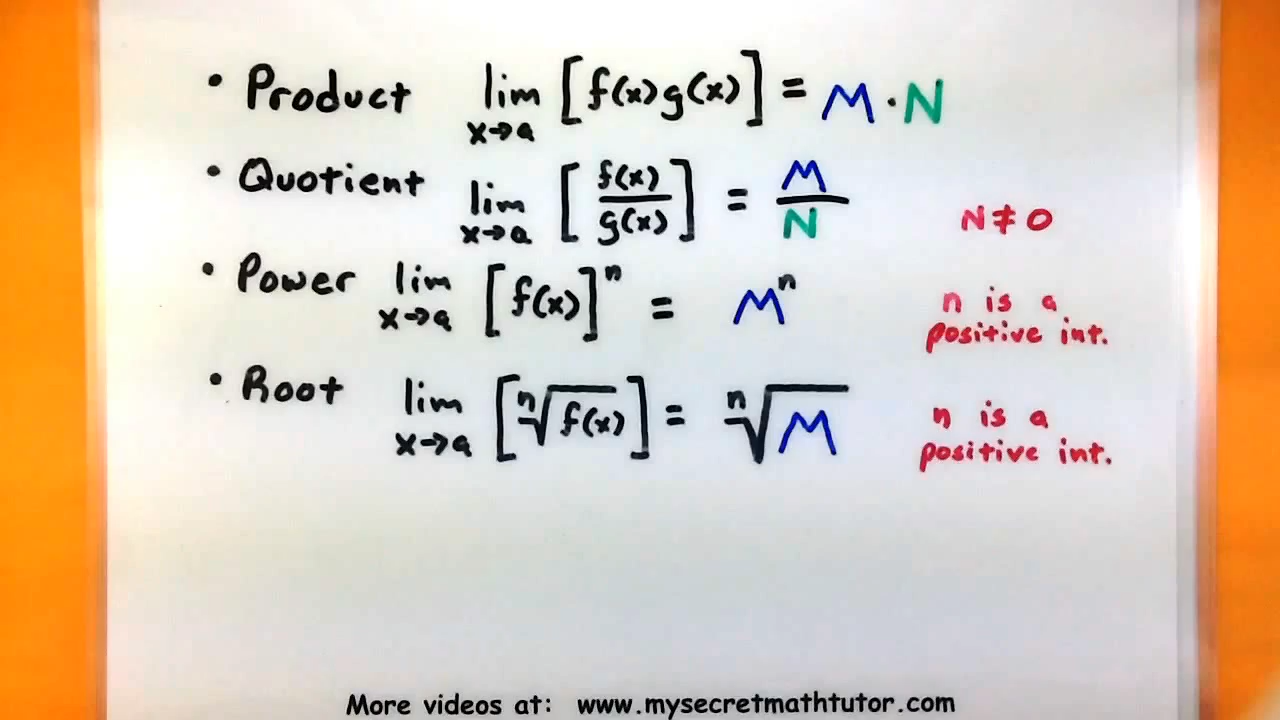 • Product lim x→a [f(x)g(x)] = M · N
• Quotient lim x→a [f(x)/g(x)] = M/N N ≠ 0
• Power lim x→a [f(x)]ⁿ = Mⁿ n is a positive int.
• Root lim x→a [ⁿ√f(x)] = ⁿ√M n is a positive int.
More videos at: www.mysecretmathtutor.com